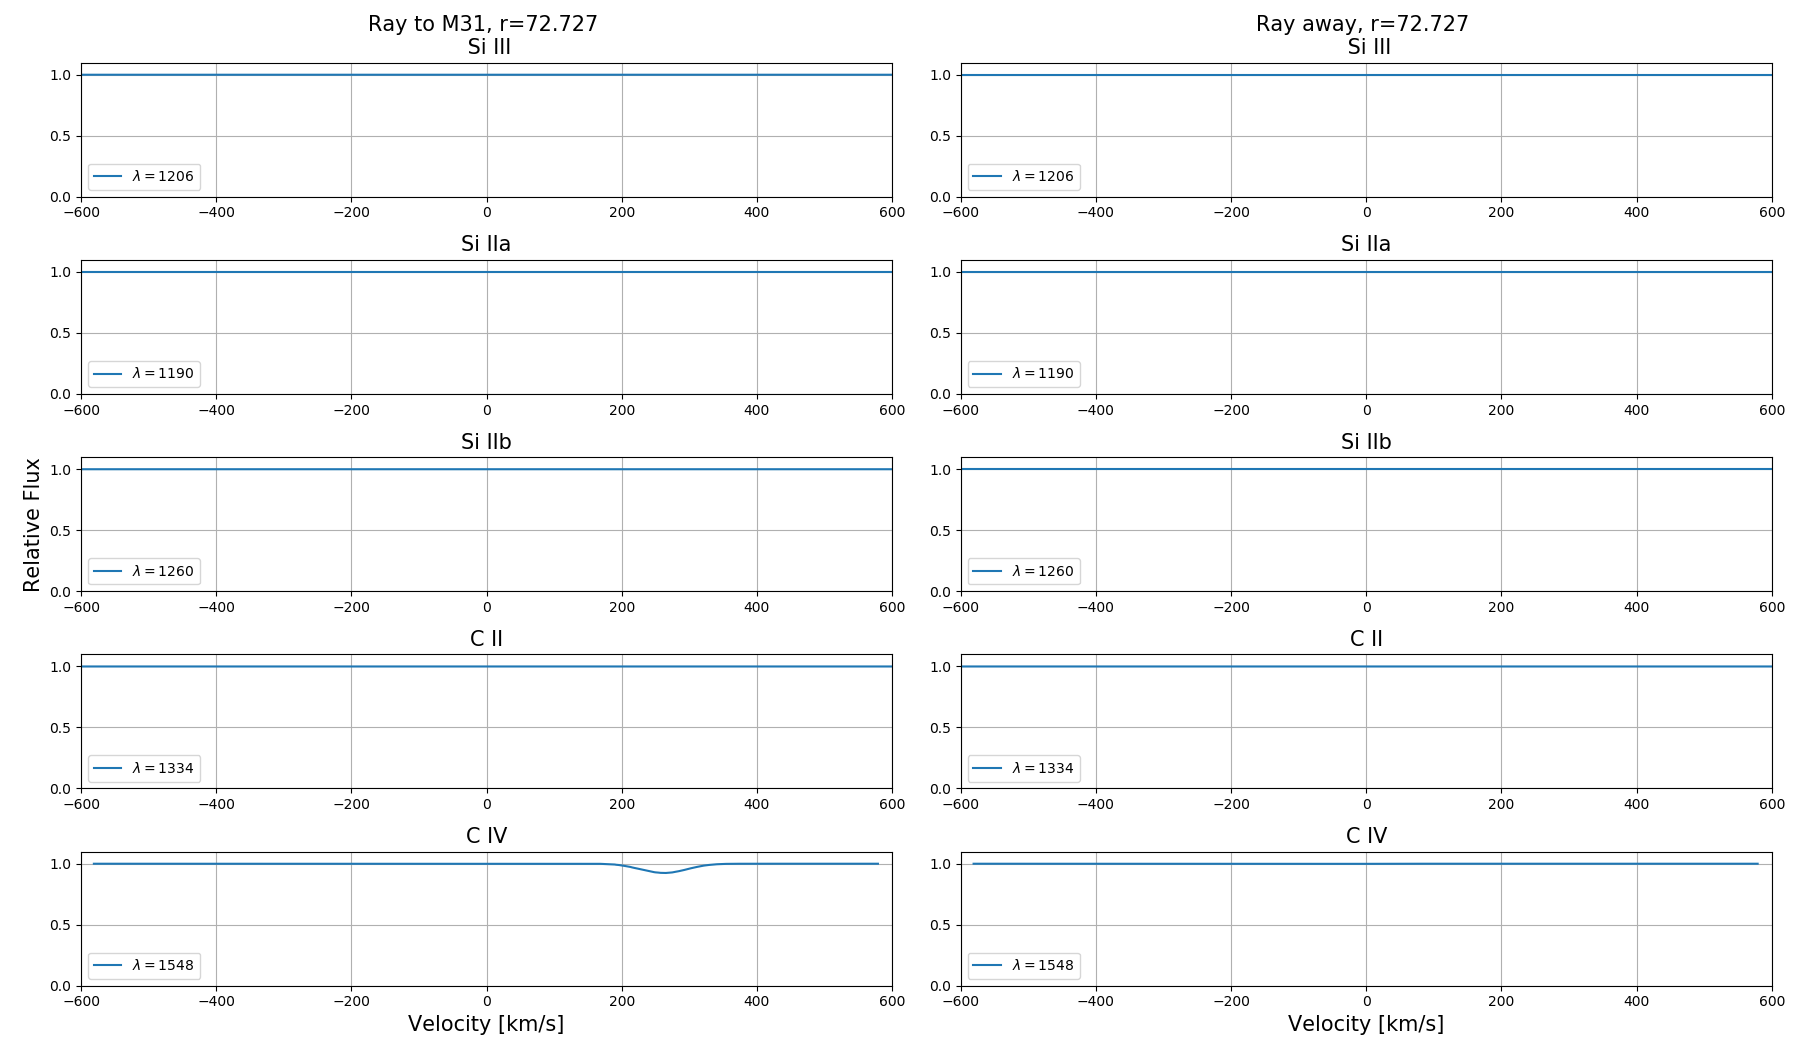 Ray to M31, r=72.727
Si III
1.0
0.5
0.0
λ = 1206
−600 −400 −200 0 200 400 600
Si IIa
1.0
0.5
0.0
λ = 1190
−600 −400 −200 0 200 400 600
Si IIb
1.0
0.5
0.0
λ = 1260
−600 −400 −200 0 200 400 600
Relative Flux
C II
1.0
0.5
0.0
λ = 1334
−600 −400 −200 0 200 400 600
C IV
1.0
0.5
0.0
λ = 1548
−600 −400 −200 0 200 400 600
Velocity [km/s]
Ray away, r=72.727
Si III
1.0
0.5
0.0
λ = 1206
−600 −400 −200 0 200 400 600
Si IIa
1.0
0.5
0.0
λ = 1190
−600 −400 −200 0 200 400 600
Si IIb
1.0
0.5
0.0
λ = 1260
−600 −400 −200 0 200 400 600
C II
1.0
0.5
0.0
λ = 1334
−600 −400 −200 0 200 400 600
C IV
1.0
0.5
0.0
λ = 1548
−600 −400 −200 0 200 400 600
Velocity [km/s]